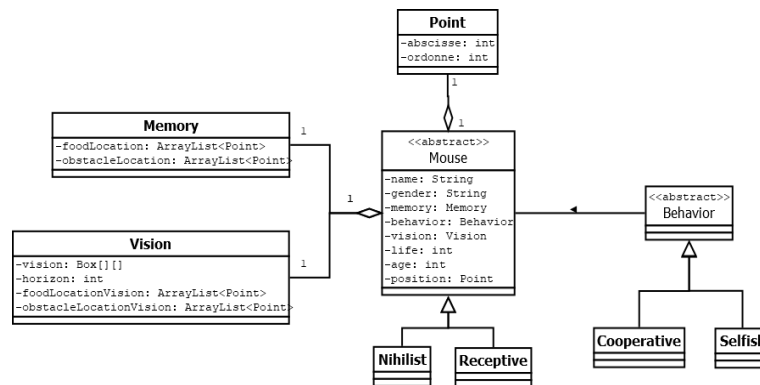 Point
-abscisse: int
-ordonne: int
1
1
Memory
-foodLocation: ArrayList<Point>
-obstacleLocation: ArrayList<Point>
1
1
<<abstract>>
Mouse
-name: String
-gender: String
-memory: Memory
-behavior: Behavior
-vision: Vision
-life: int
-age: int
-position: Point
<<abstract>>
Behavior
Vision
-vision: Box[][]
-horizon: int
-foodLocationVision: ArrayList<Point>
-obstacleLocationVision: ArrayList<Point>
1
Cooperative
Selfish
Nihilist
Receptive